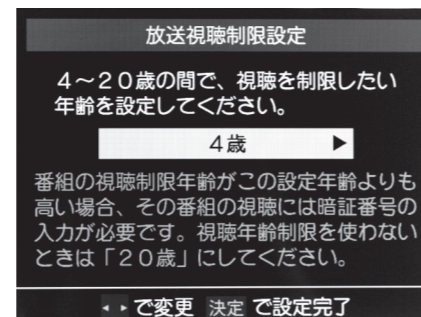 放送視聴制限設定
4～20歳の間で、視聴を制限したい
年齢を設定してください。
4歳 ▶
番組の視聴制限年齢がこの設定年齢よりも
高い場合、その番組の視聴には暗証番号の
入力が必要です。視聴年齢制限を使わない
ときは「20歳」にしてください。
◂ ▸ で変更 決定 で設定完了